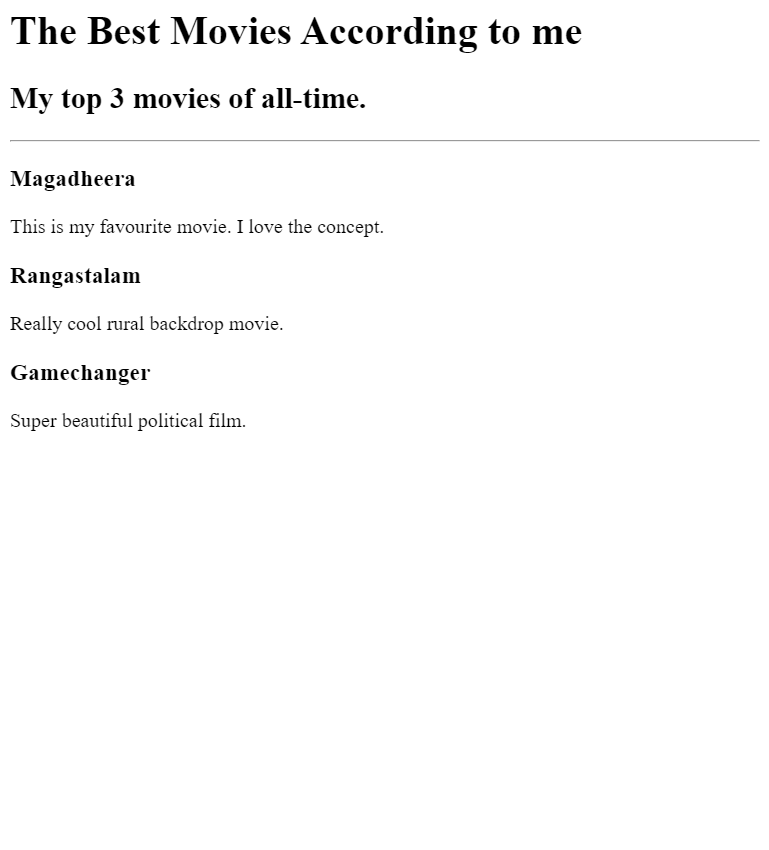 The Best Movies According to me
My top 3 movies of all-time.
Magadheera
This is my favourite movie. I love the concept.
Rangastalam
Really cool rural backdrop movie.
Gamechanger
Super beautiful political film.